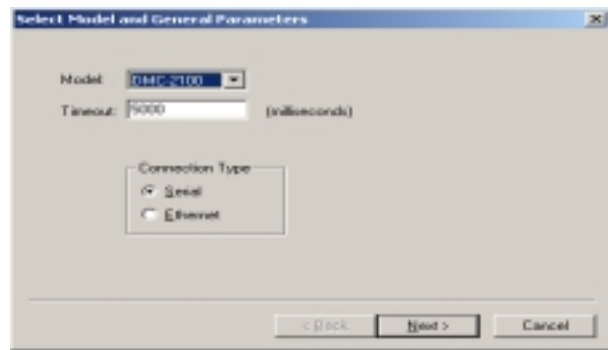 Select Model and General Parameters
Model: DMC-2100
Timeout: 5000 (milliseconds)
Connection Type
Serial
Ethernet
< Back Next > Cancel